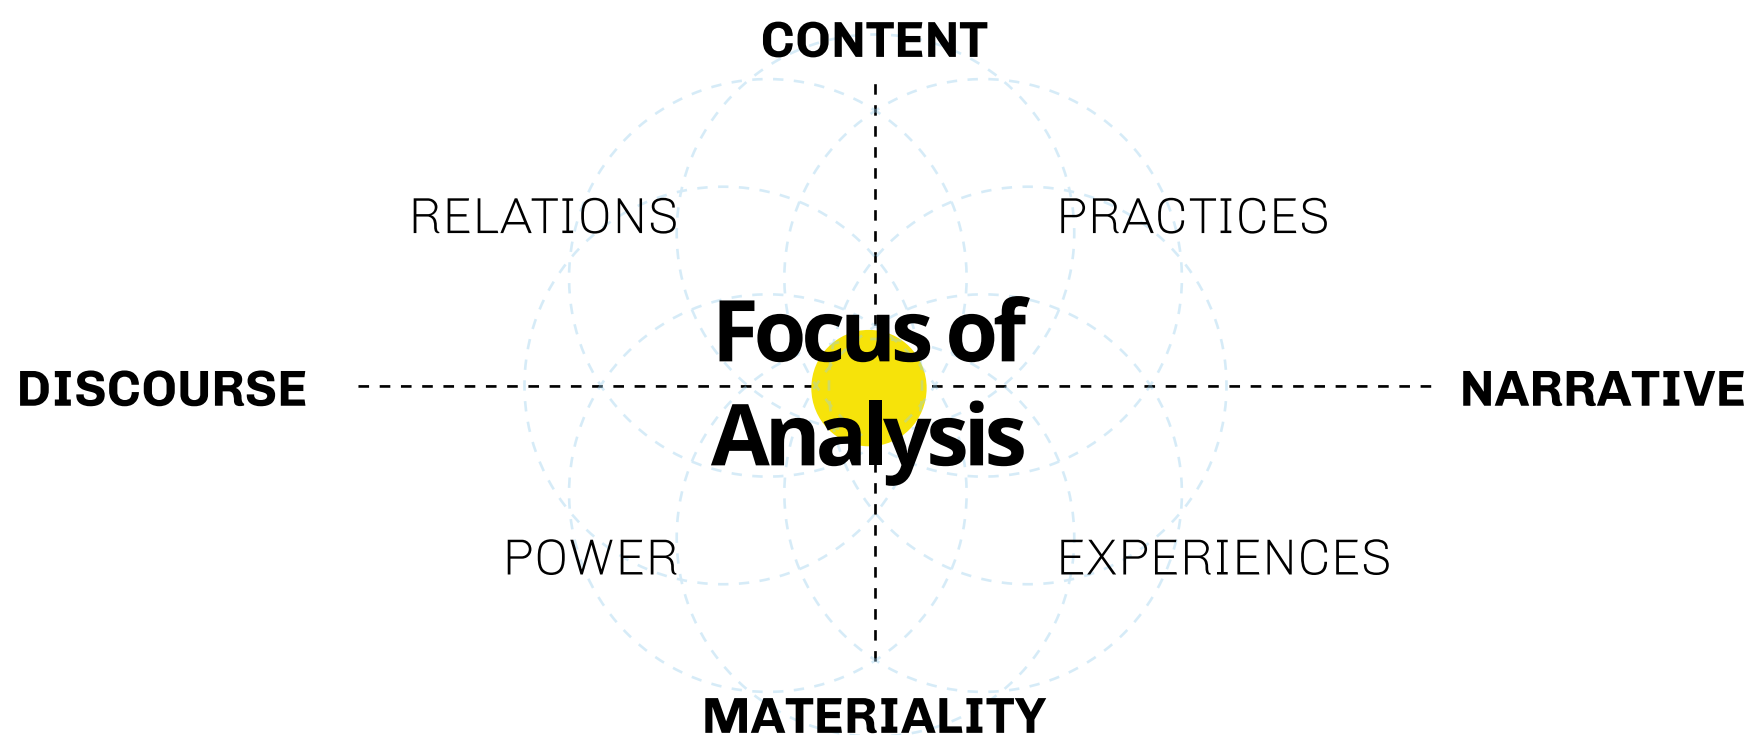 CONTENT
RELATIONS
PRACTICES
Focus of
DISCOURSE
NARRATIVE
Analysis
POWER
EXPERIENCES
MATERIALITY